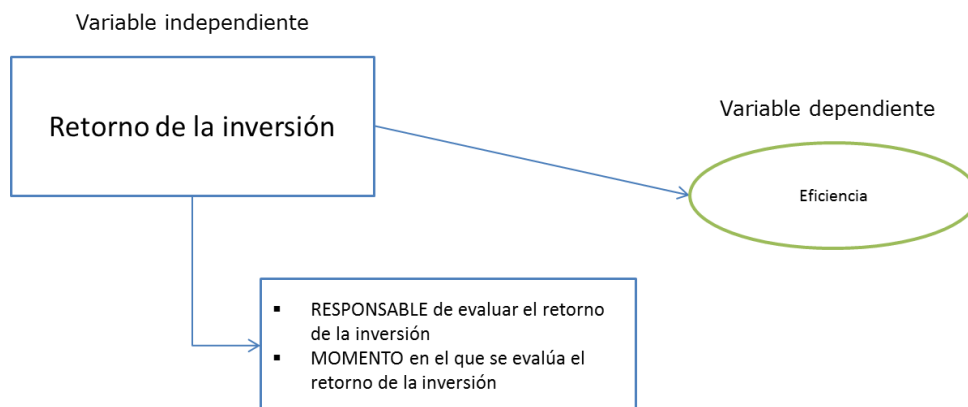 Variable independiente
Retorno de la inversión
Variable dependiente
Eficiencia
▪ RESPONSABLE de evaluar el retorno
de la inversión
▪ MOMENTO en el que se evalúa el
retorno de la inversión